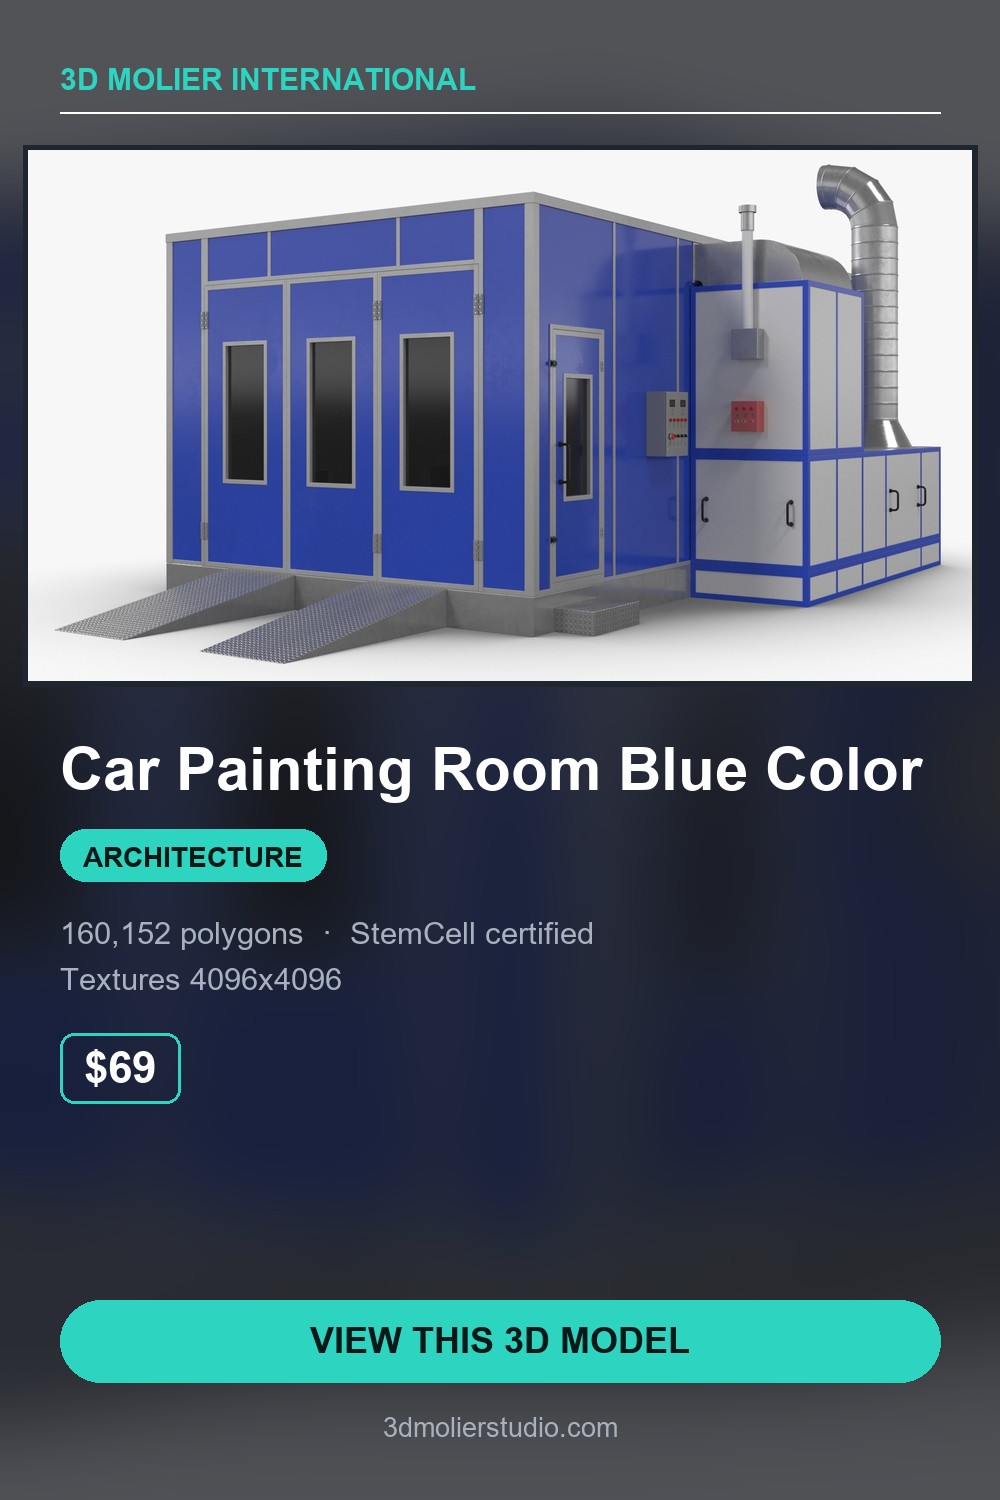 3D MOLIER INTERNATIONAL
Car Painting Room Blue Color
ARCHITECTURE
160,152 polygons · StemCell certified
Textures 4096x4096
$69
VIEW THIS 3D MODEL
3dmolierstudio.com